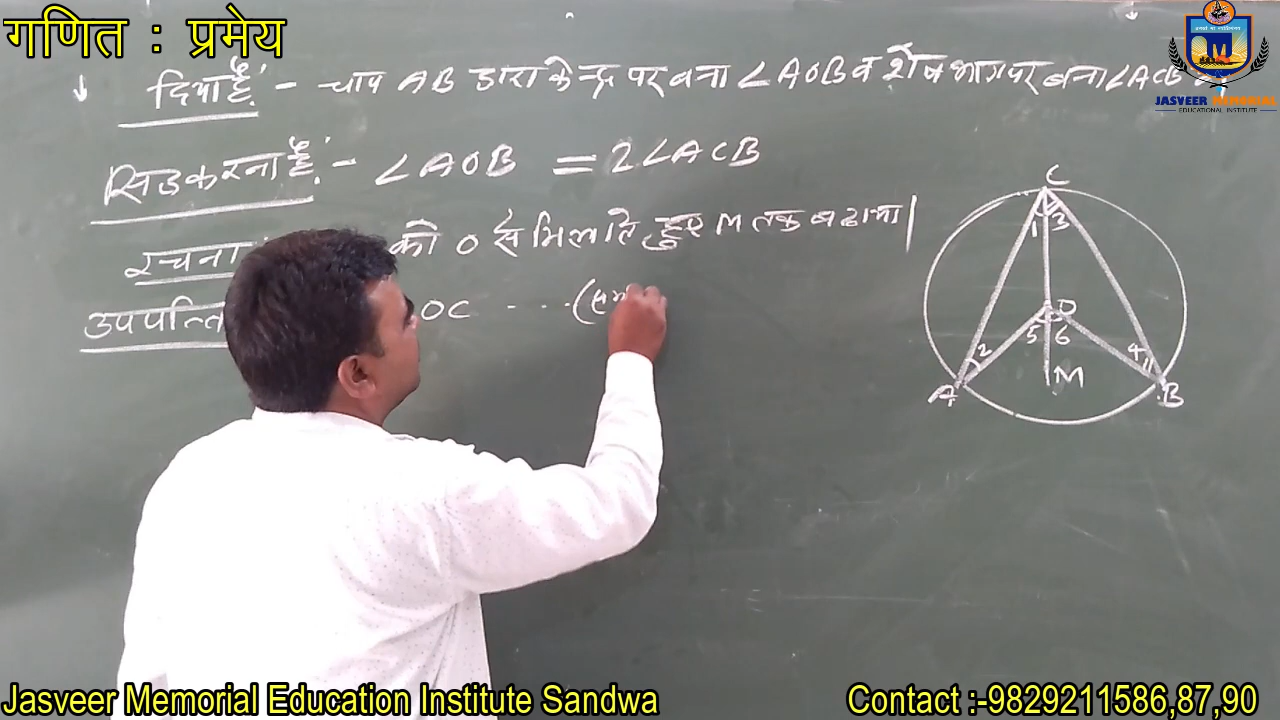 गणित : प्रमेय
JASVEER MEMORIAL
EDUCATIONAL INSTITUTE
दिया है :- चाप AB द्वारा केन्द्र पर बना ∠AOB व शेष भाग पर बना ∠ACB है।
सिद्ध करना है :- ∠AOB = 2∠ACB
रचना को O से मिलाते हुए M तक बढाया।
उपपत्ति OC - - - (सम
C
1 3
O
2 5 6 4
A M B
Jasveer Memorial Education Institute Sandwa
Contact :-9829211586,87,90